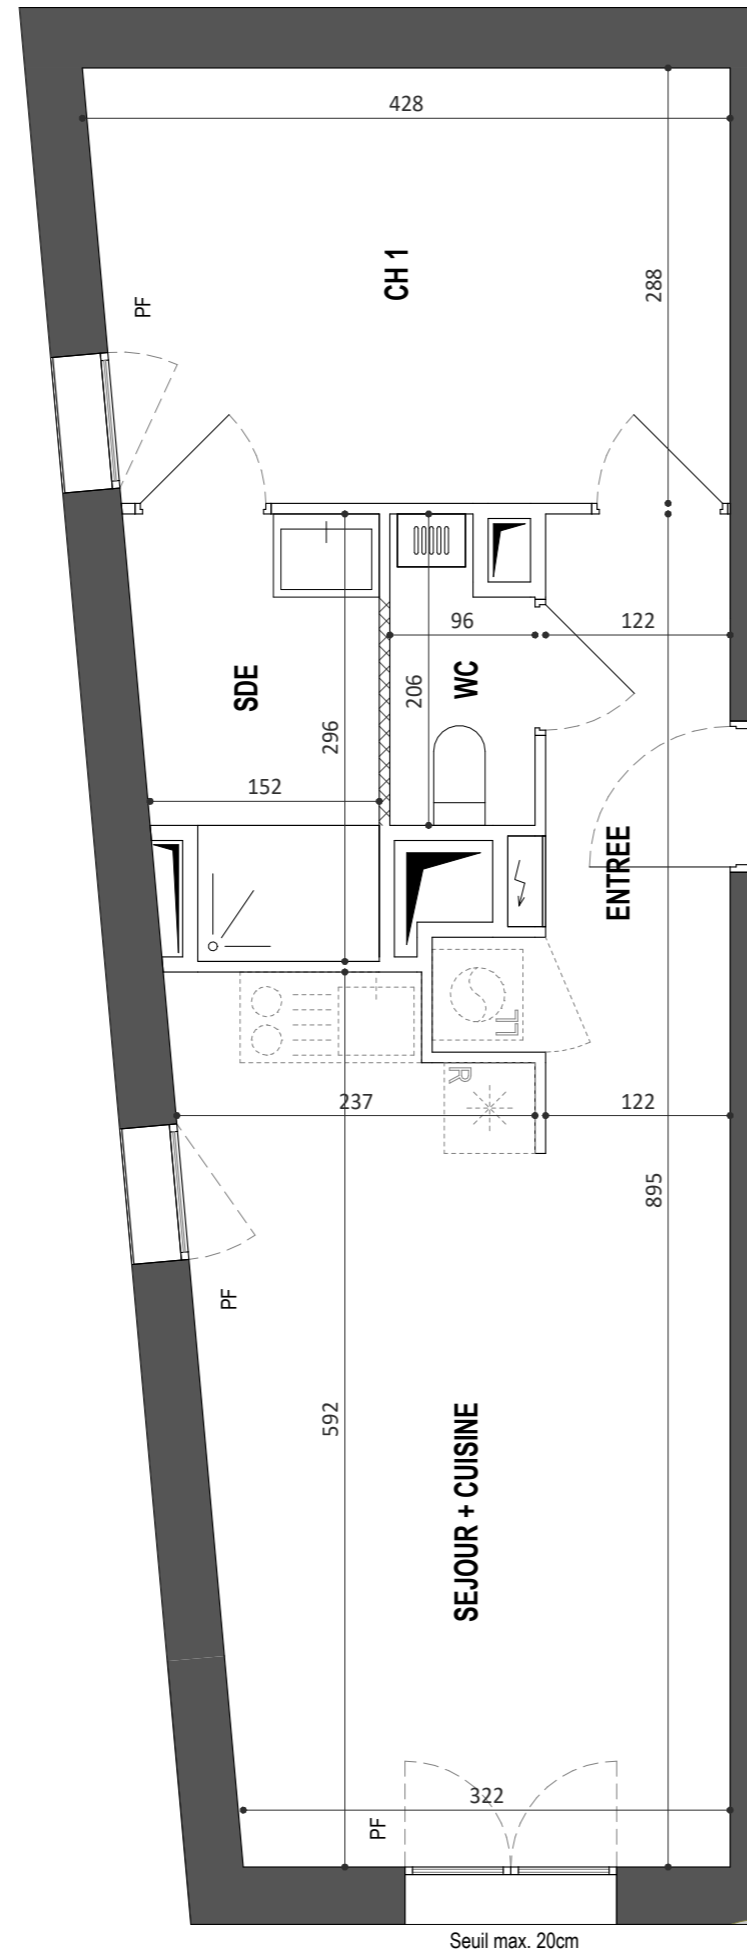 428
CH 1
288
PF
96
122
SDE
WC
206
296
152
ENTREE
LL
R
237
122
895
PF
592
SEJOUR + CUISINE
322
PF
Seuil max. 20cm